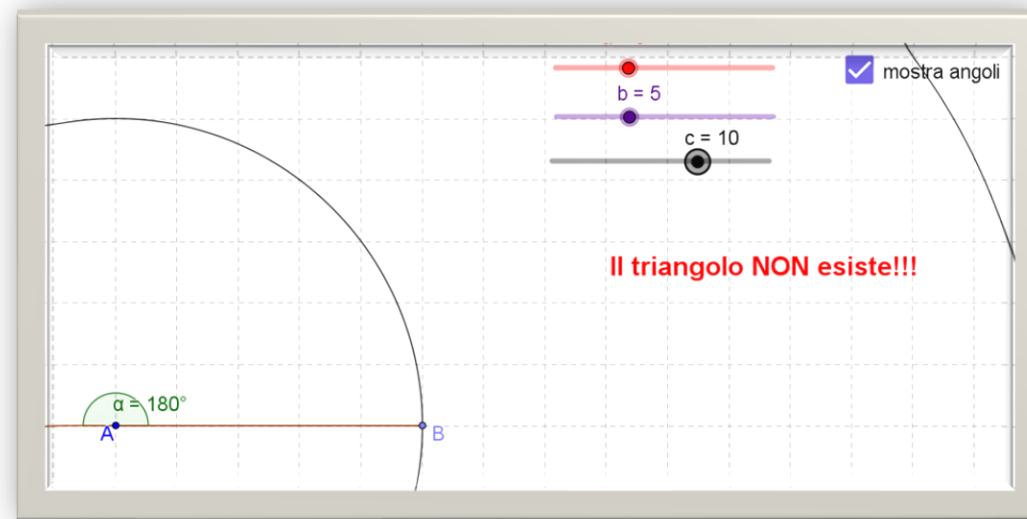 mostra angoli
b = 5
c = 10
Il triangolo NON esiste!!!
α = 180°
A
B